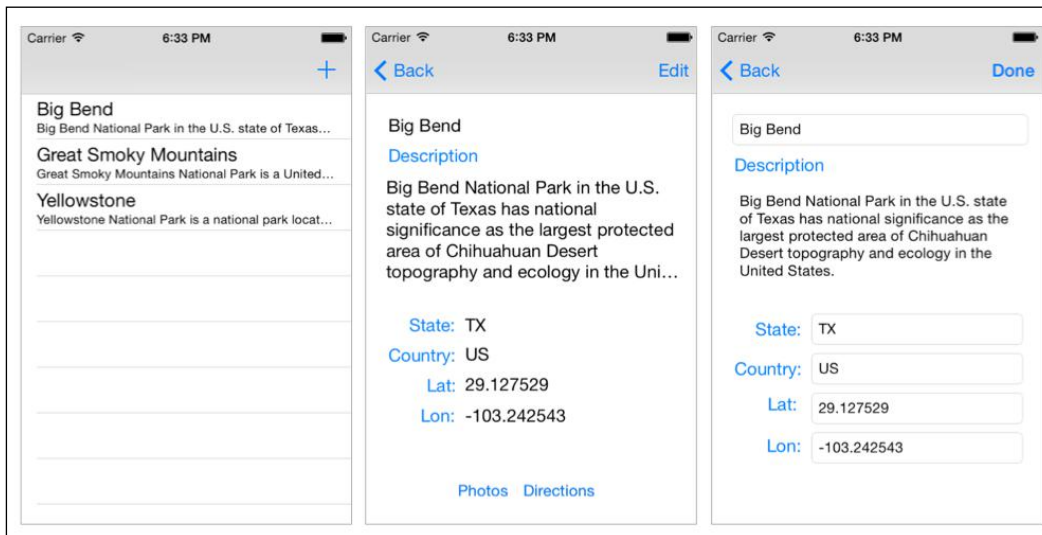 Carrier 6:33 PM
+
Big Bend
Big Bend National Park in the U.S. state of Texas...
Great Smoky Mountains
Great Smoky Mountains National Park is a United...
Yellowstone
Yellowstone National Park is a national park locat...
Carrier 6:33 PM
Back Edit
Big Bend
Description
Big Bend National Park in the U.S.
state of Texas has national
significance as the largest protected
area of Chihuahuan Desert
topography and ecology in the Uni...
State: TX
Country: US
Lat: 29.127529
Lon: -103.242543
Photos Directions
Carrier 6:33 PM
Back Done
Big Bend
Description
Big Bend National Park in the U.S. state
of Texas has national significance as the
largest protected area of Chihuahuan
Desert topography and ecology in the
United States.
State: TX
Country: US
Lat: 29.127529
Lon: -103.242543